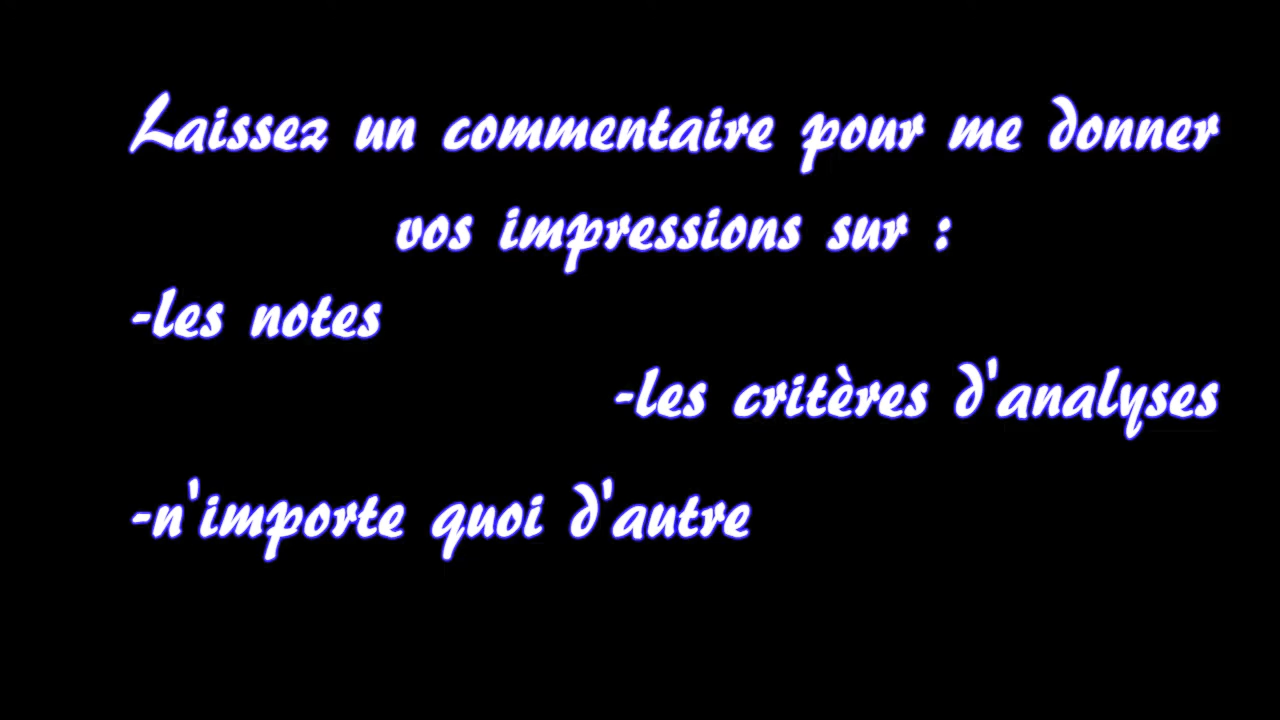 Laissez un commentaire pour me donner
vos impressions sur :
-les notes
-les critères d'analyses
-n'importe quoi d'autre